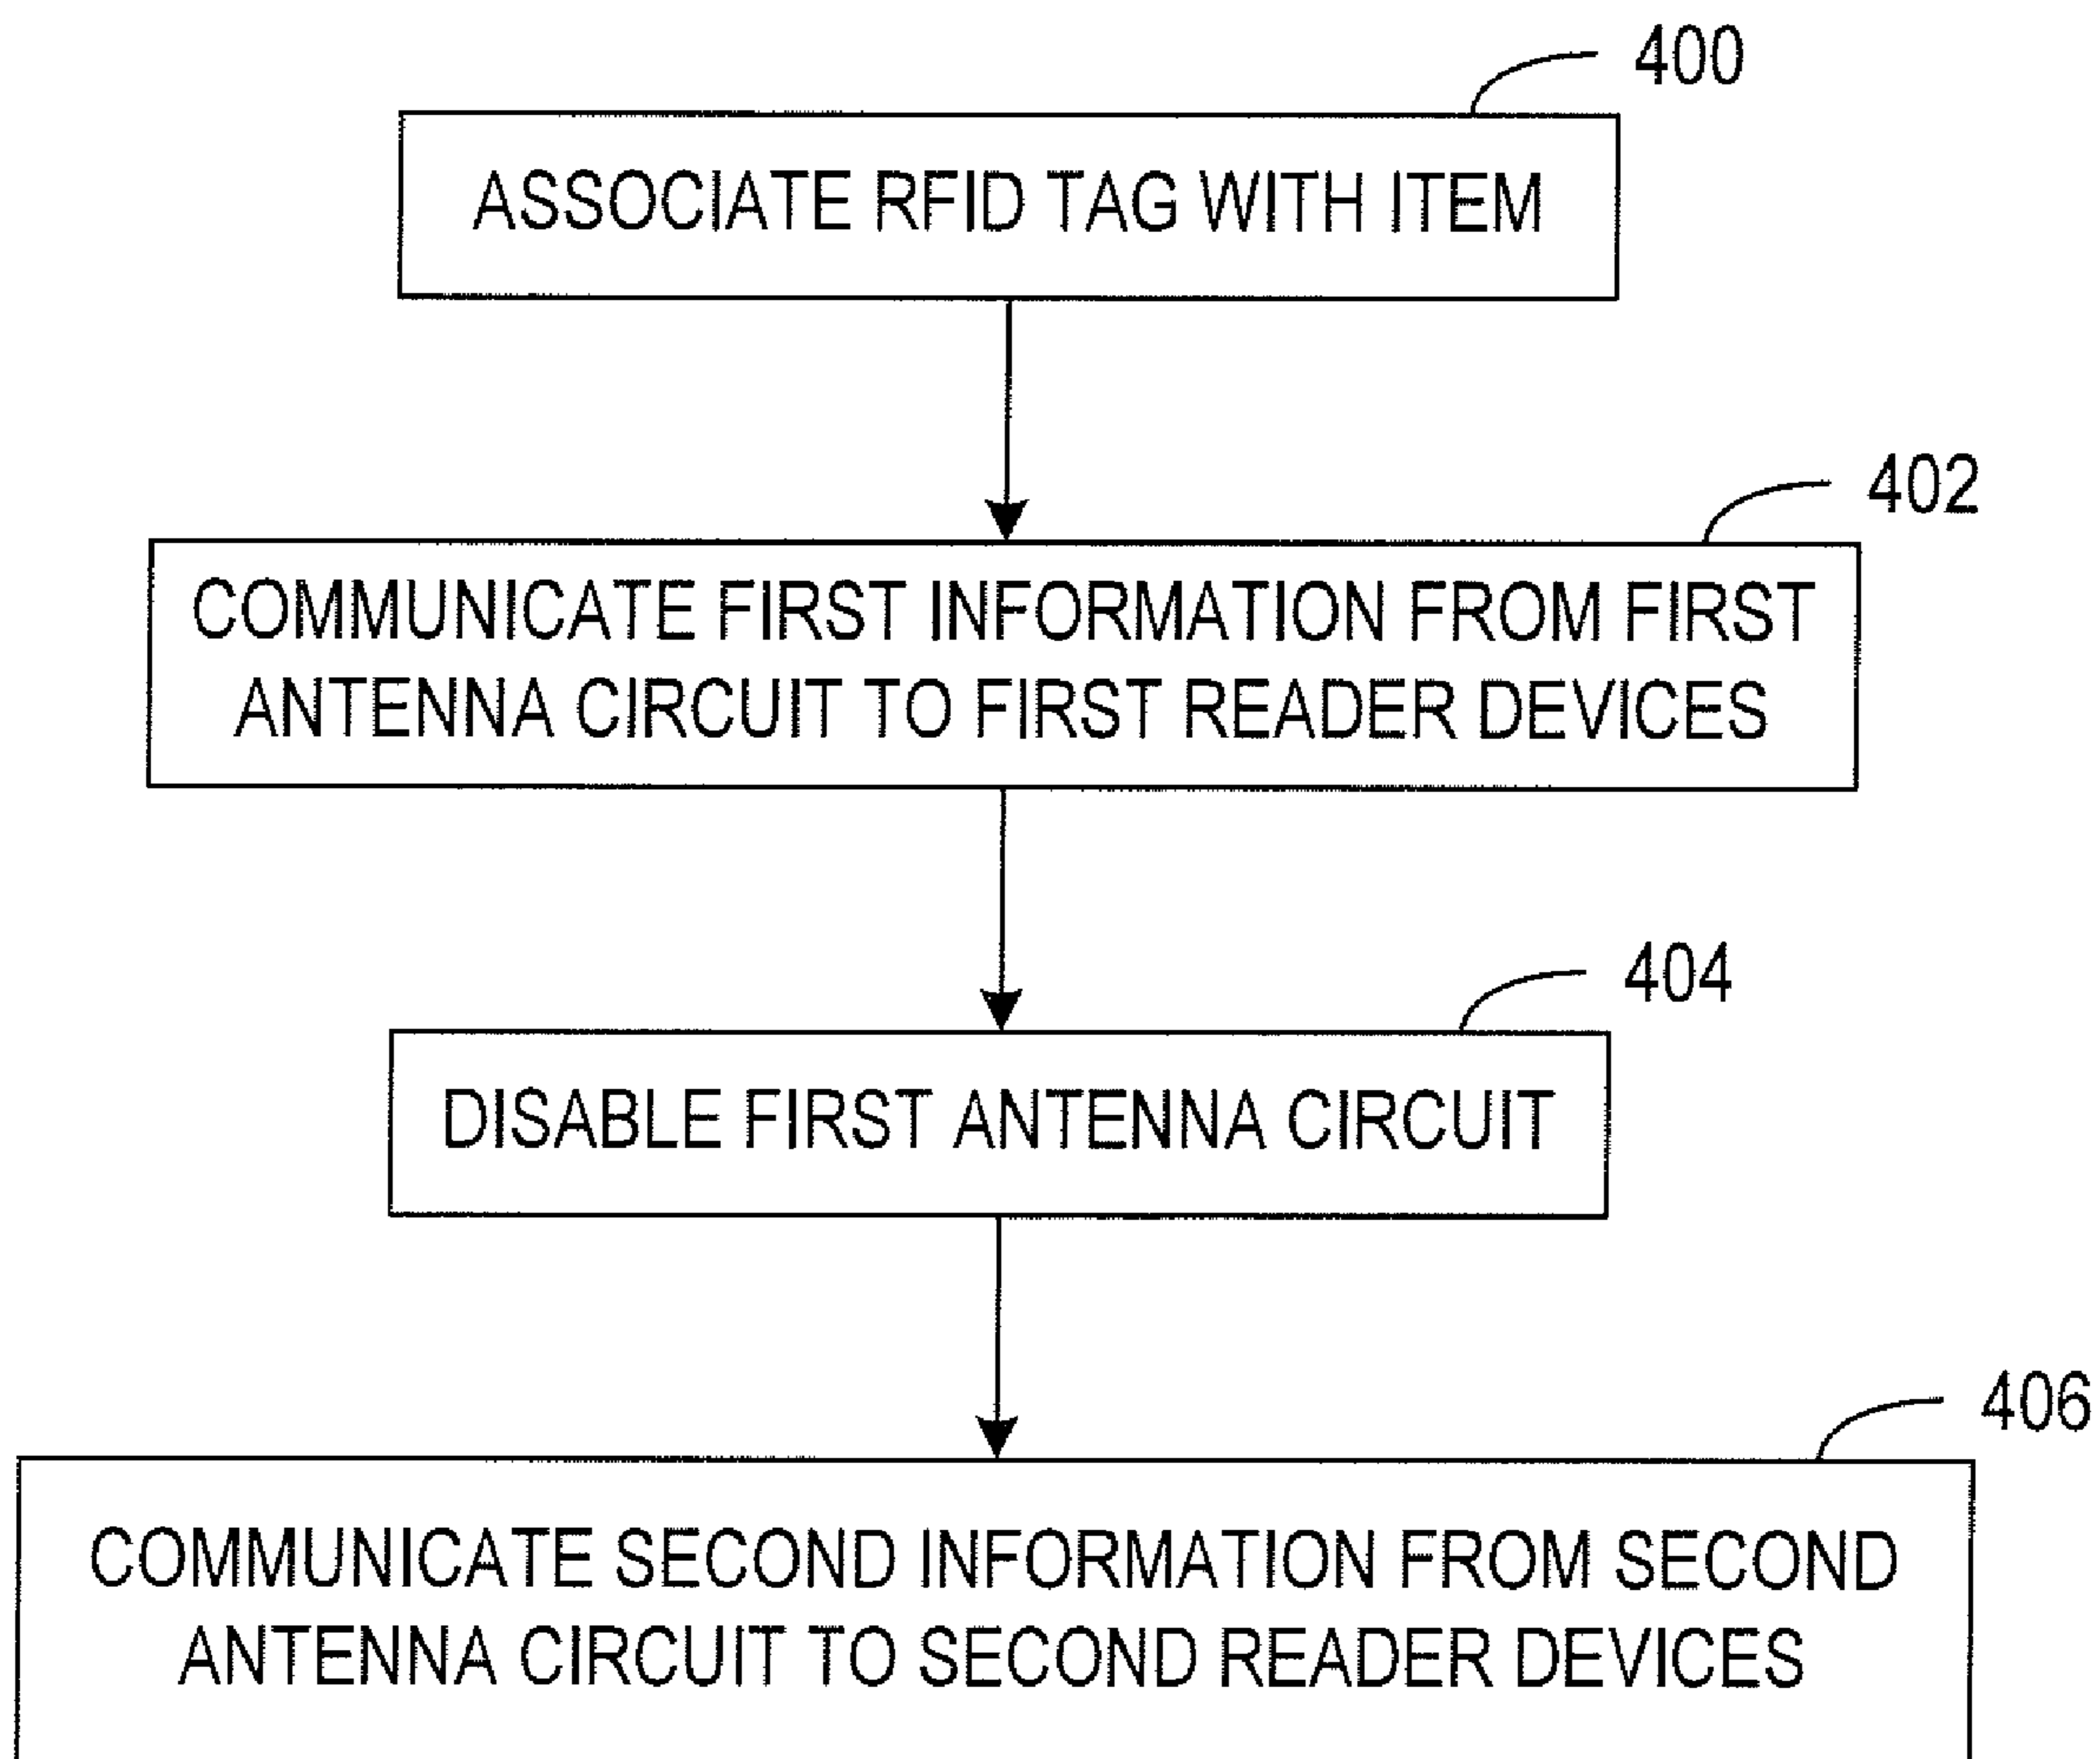 400
ASSOCIATE RFID TAG WITH ITEM
402
COMMUNICATE FIRST INFORMATION FROM FIRST
ANTENNA CIRCUIT TO FIRST READER DEVICES
404
DISABLE FIRST ANTENNA CIRCUIT
406
COMMUNICATE SECOND INFORMATION FROM SECOND
ANTENNA CIRCUIT TO SECOND READER DEVICES